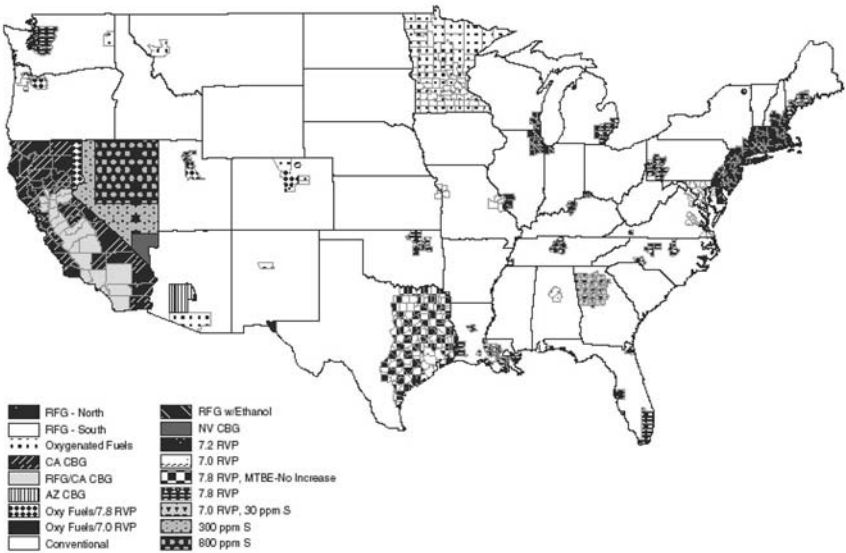 RFG - North
RFG - South
Oxygenated Fuels
CA CBG
RFG/CA CBG
AZ CBG
Oxy Fuels/7.8 RVP
Oxy Fuels/7.0 RVP
Conventional
RFG w/Ethanol
NV CBG
7.2 RVP
7.0 RVP
7.8 RVP, MTBE-No Increase
7.8 RVP
7.0 RVP, 30 ppm S
300 ppm S
800 ppm S